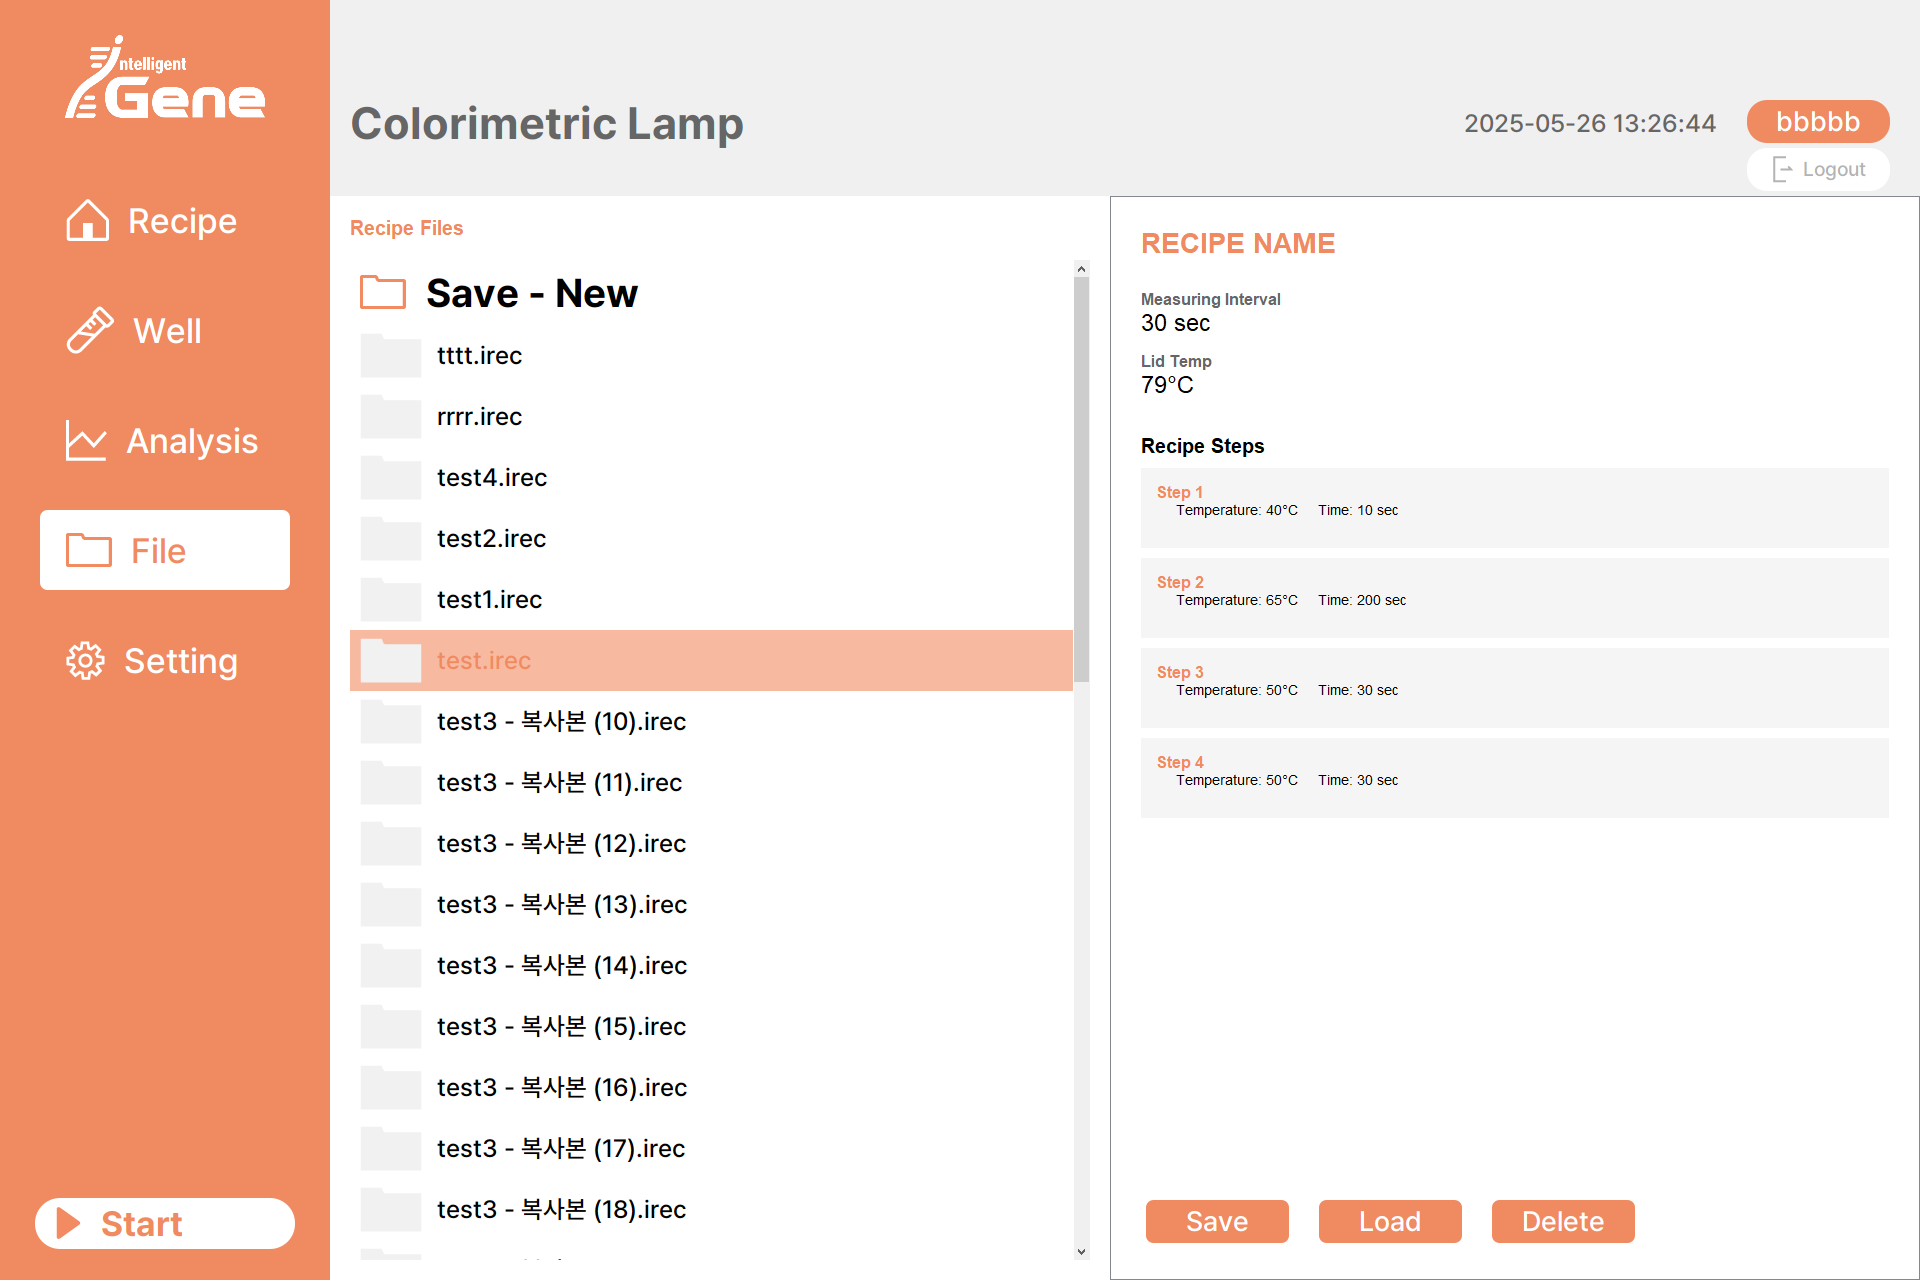 intelligent
Gene
Recipe
Well
Analysis
File
Setting
Start
Colorimetric Lamp
2025-05-26 13:26:44
bbbbb
Logout
Recipe Files
Save - New
tttt.irec
rrrr.irec
test4.irec
test2.irec
test1.irec
test.irec
test3 - 복사본 (10).irec
test3 - 복사본 (11).irec
test3 - 복사본 (12).irec
test3 - 복사본 (13).irec
test3 - 복사본 (14).irec
test3 - 복사본 (15).irec
test3 - 복사본 (16).irec
test3 - 복사본 (17).irec
test3 - 복사본 (18).irec
RECIPE NAME
Measuring Interval
30 sec
Lid Temp
79°C
Recipe Steps
Step 1
Temperature: 40°C Time: 10 sec
Step 2
Temperature: 65°C Time: 200 sec
Step 3
Temperature: 50°C Time: 30 sec
Step 4
Temperature: 50°C Time: 30 sec
Save
Load
Delete